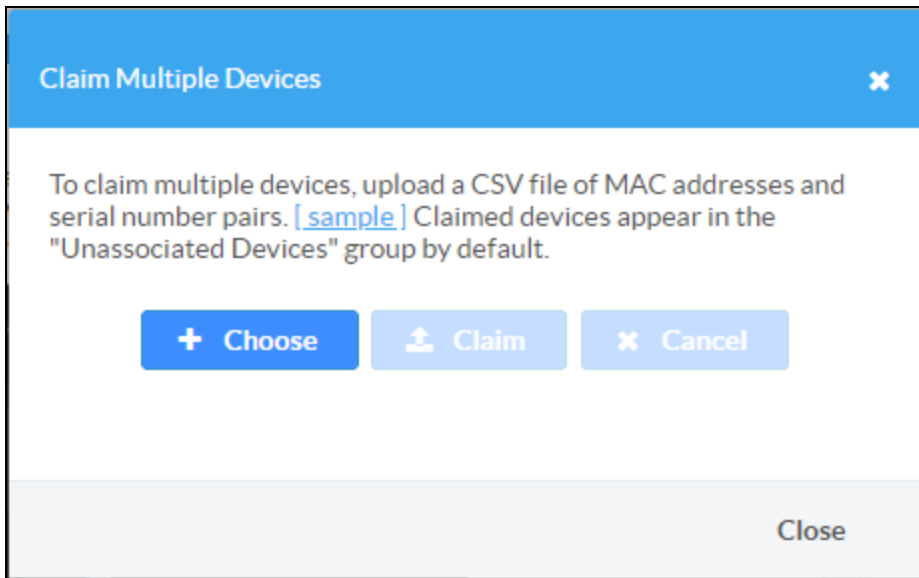 Claim Multiple Devices
To claim multiple devices, upload a CSV file of MAC addresses and
serial number pairs. [ sample ] Claimed devices appear in the
"Unassociated Devices" group by default.
Choose Claim Cancel
Close